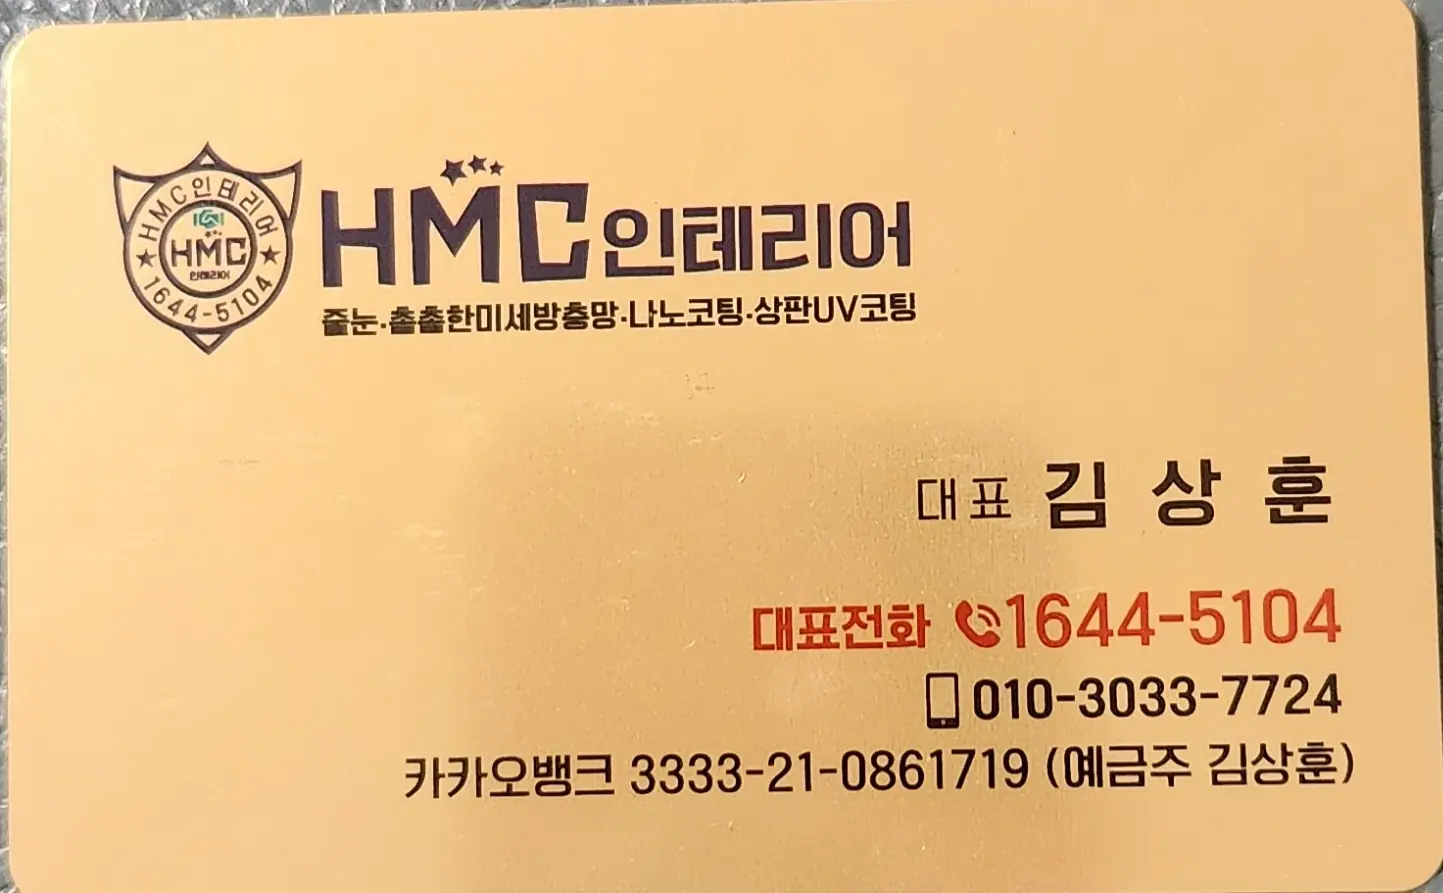 HMC인테리어
HMC
인테리어
1644-5104
HMC인테리어
줄눈·촘촘한미세방충망·나노코팅·상판UV코팅
대표 김상훈
대표전화 1644-5104
010-3033-7724
카카오뱅크 3333-21-0861719 (예금주 김상훈)